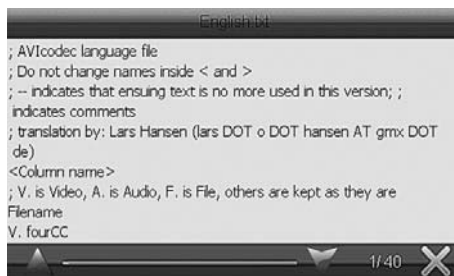 English.txt
; AVIcodec language file
; Do not change names inside < and >
; -- indicates that ensuing text is no more used in this version; ;
indicates comments
; translation by: Lars Hansen (lars DOT o DOT hansen AT gmx DOT
de)
<Column name>
; V. is Video, A. is Audio, F. is File, others are kept as they are
Filename
V. fourCC
1/40